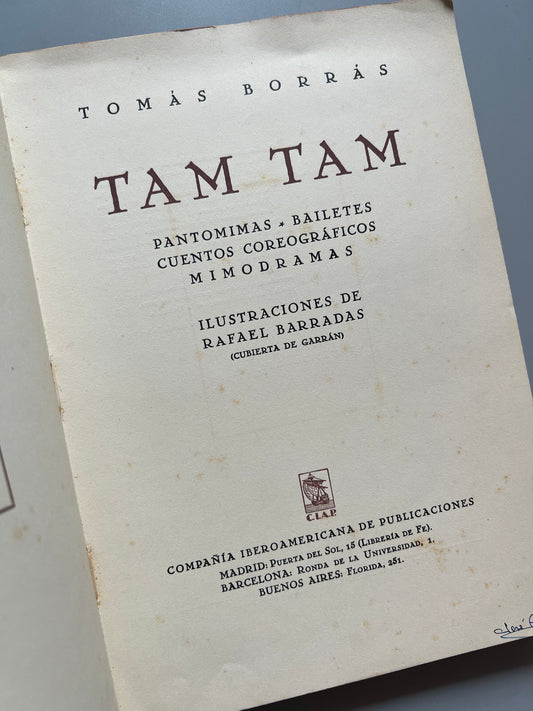 TOMÁS BORRÁS
TAM TAM
PANTOMIMAS * BAILETES
CUENTOS COREOGRÁFICOS
MIMODRAMAS
ILUSTRACIONES DE
RAFAEL BARRADAS
(CUBIERTA DE GARRÁN)
C.I.A.P.
COMPAÑÍA IBEROAMERICANA DE PUBLICACIONES
MADRID: PUERTA DEL SOL, 15 (LIBRERÍA DE FE).
BARCELONA: RONDA DE LA UNIVERSIDAD, 1.
BUENOS AIRES: FLORIDA, 251.
José